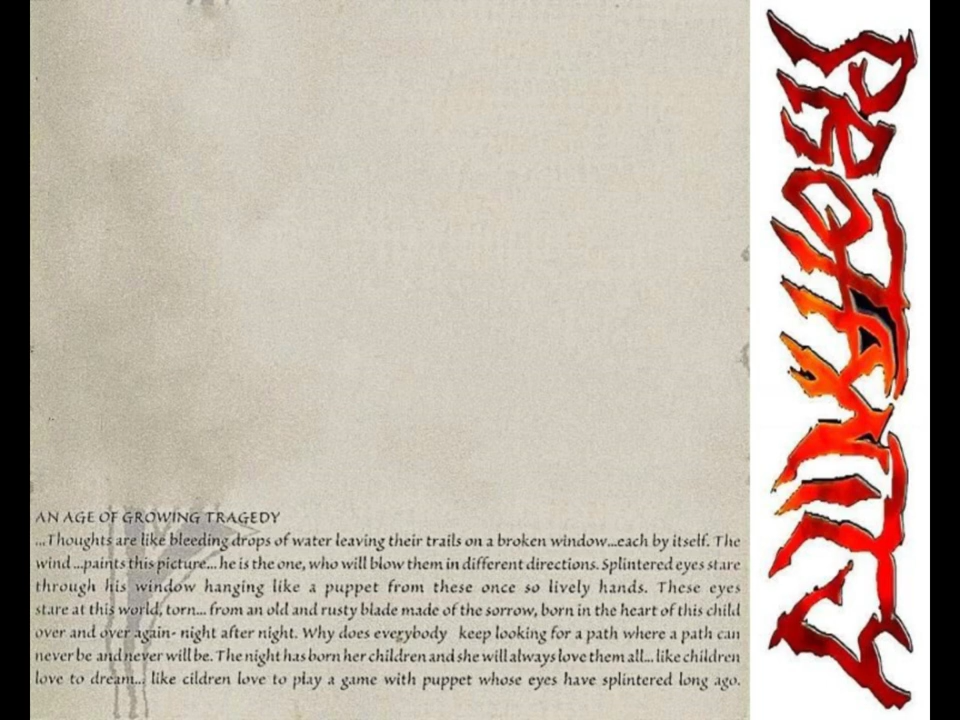 AN AGE OF GROWING TRAGEDY
...Thoughts are like bleeding drops of water leaving their trails on a broken window...each by itself. The
wind ...paints this picture... he is the one, who will blow them in different directions. Splintered eyes stare
through his window hanging like a puppet from these once so lively hands. These eyes
stare at this world, torn... from an old and rusty blade made of the sorrow, born in the heart of this child
over and over again- night after night. Why does everybody keep looking for a path where a path can
never be and never will be. The night has born her children and she will always love them all... like children
love to dream... like cildren love to play a game with puppet whose eyes have splintered long ago.